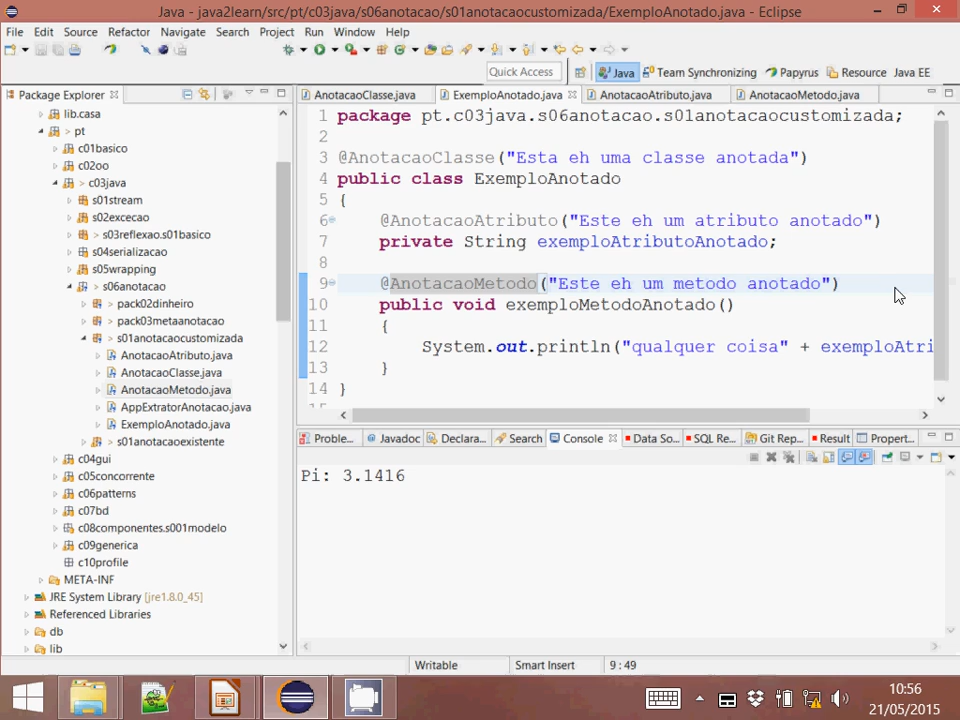 Java - java2learn/src/pt/c03java/s06anotacao/s01anotacaocustomizada/ExemploAnotado.java - Eclipse
File Edit Source Refactor Navigate Search Project Run Window Help
Quick Access
Java Team Synchronizing Papyrus Resource Java EE
Package Explorer
lib.casa
pt
c01basico
c02oo
c03java
s01stream
s02excecao
s03reflexao.s01basico
s04serializacao
s05wrapping
s06anotacao
pack02dinheiro
pack03metaanotacao
s01anotacaocustomizada
AnotacaoAtributo.java
AnotacaoClasse.java
AnotacaoMetodo.java
AppExtratorAnotacao.java
ExemploAnotado.java
s01anotacaoexistente
c04gui
c05concorrente
c06patterns
c07bd
c08componentes.s001modelo
c09generica
c10profile
META-INF
JRE System Library [jre1.8.0_45]
Referenced Libraries
db
lib
AnotacaoClasse.java ExemploAnotado.java AnotacaoAtributo.java AnotacaoMetodo.java
1 package pt.c03java.s06anotacao.s01anotacaocustomizada;
2
3 @AnotacaoClasse("Esta eh uma classe anotada")
4 public class ExemploAnotado
5 {
6 @AnotacaoAtributo("Este eh um atributo anotado")
7 private String exemploAtributoAnotado;
8
9 @AnotacaoMetodo("Este eh um metodo anotado")
10 public void exemploMetodoAnotado()
11 {
12 System.out.println("qualquer coisa" + exemploAtri
13 }
14 }
15
Proble... Javadoc Declara... Search Console Data So... SQL Re... Git Rep... Result Propert...
Pi: 3.1416
Writable Smart Insert 9 : 49
10:56
21/05/2015